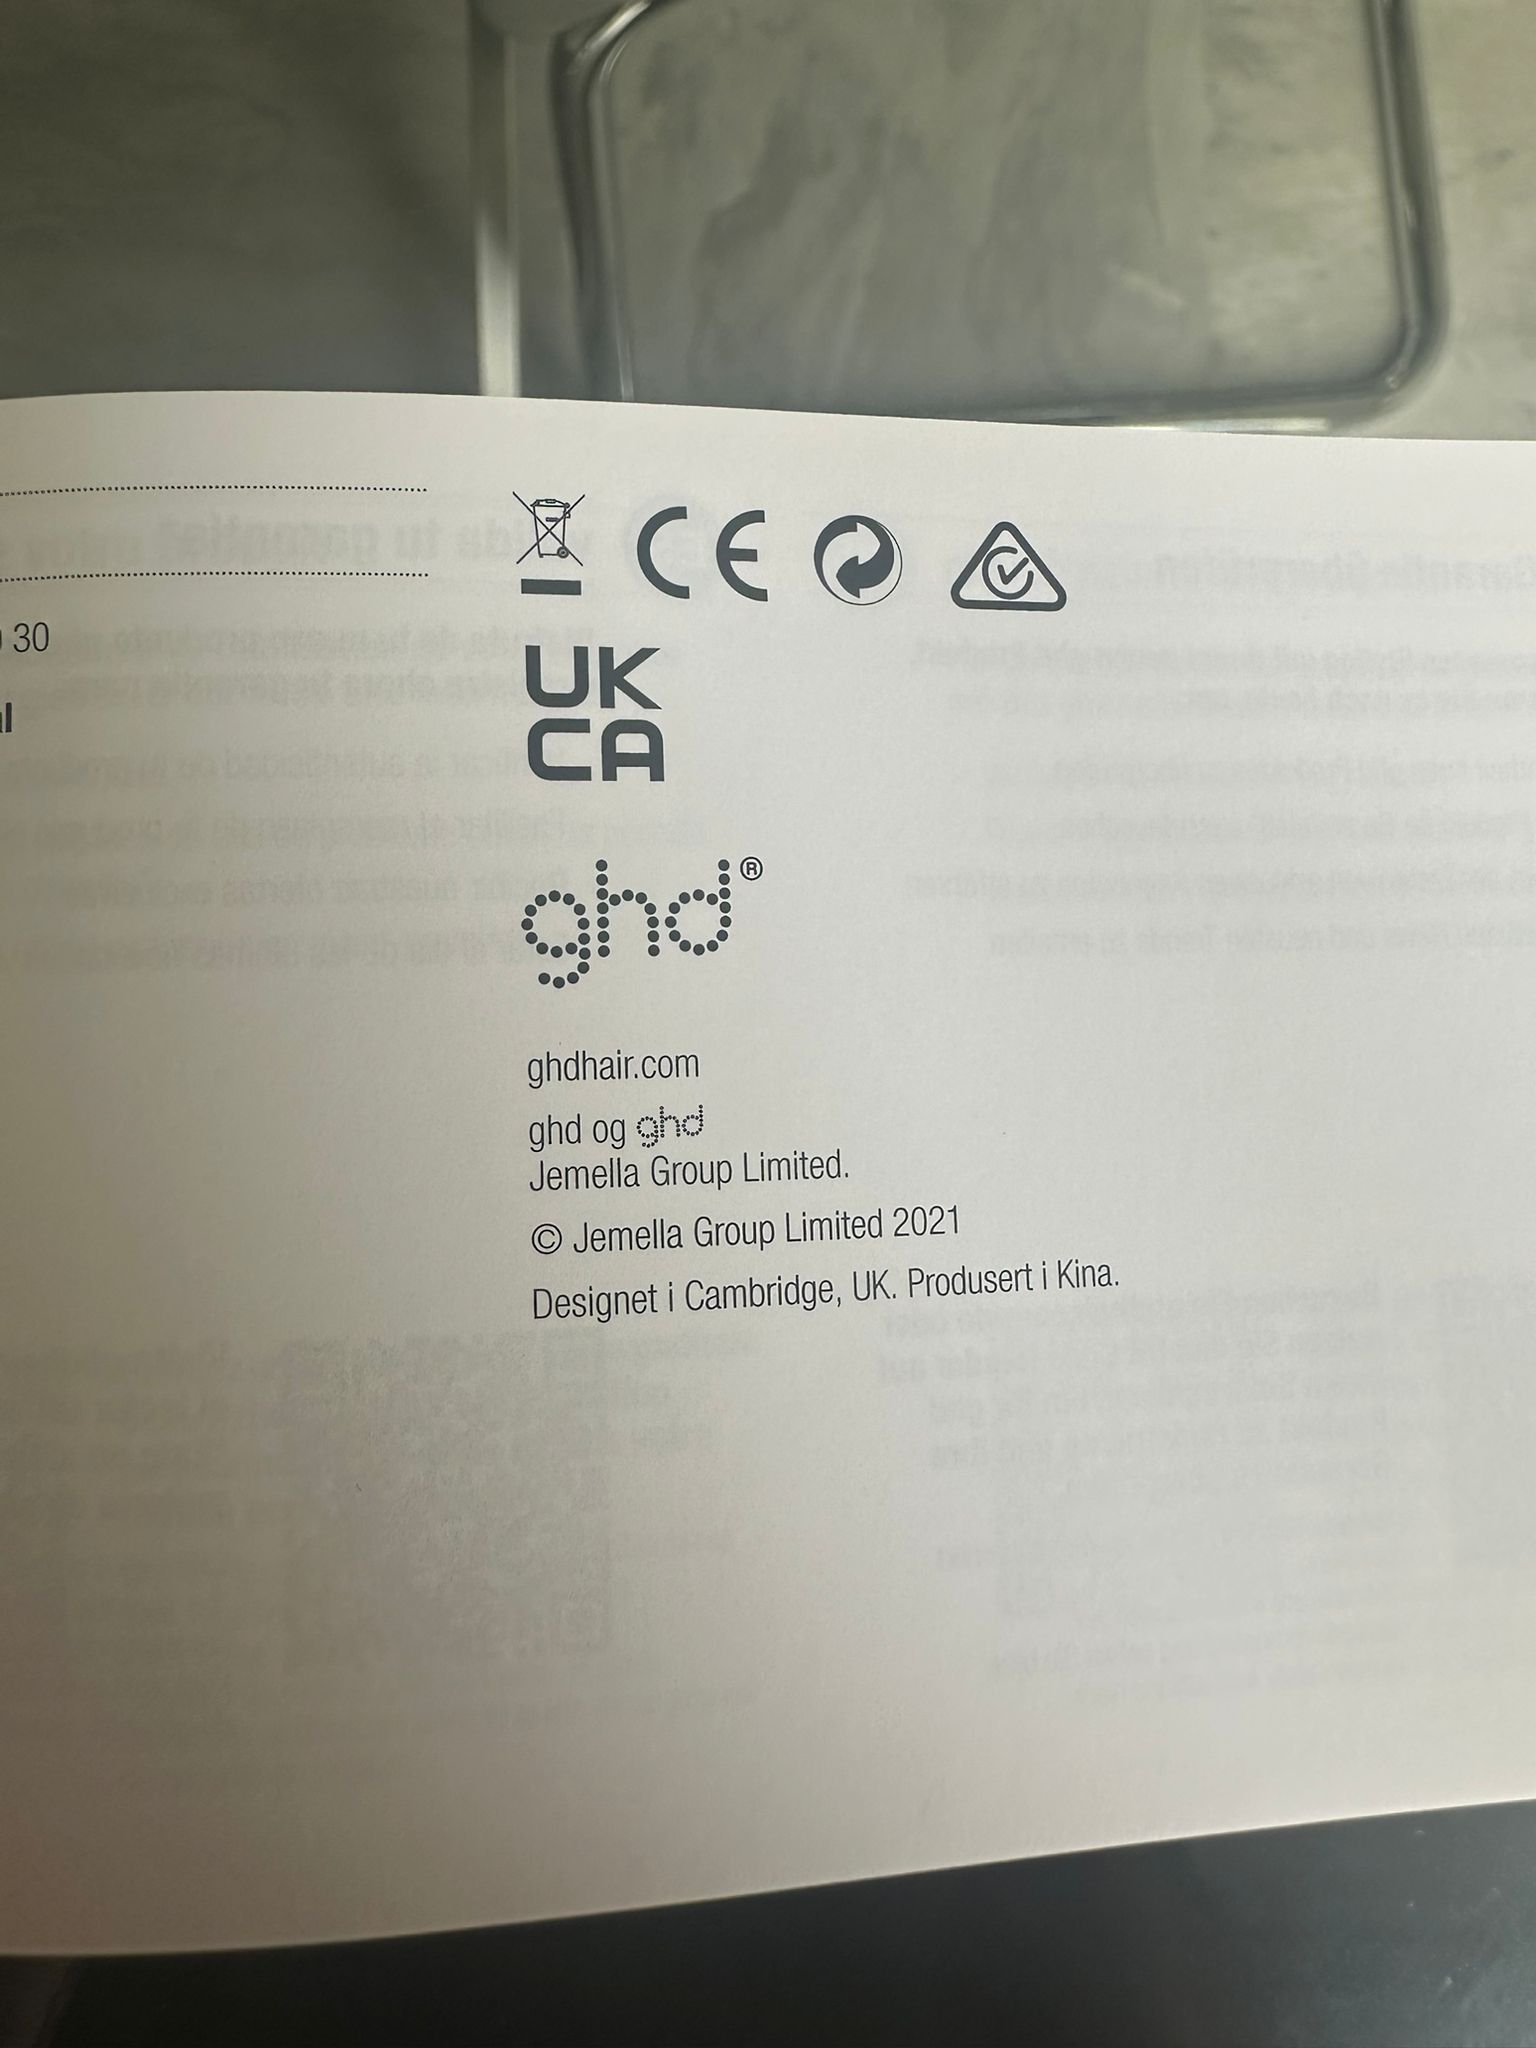 30
CE
UK
CA
ghd®
ghdhair.com
ghd og ghd
Jemella Group Limited.
© Jemella Group Limited 2021
Designet i Cambridge, UK. Produsert i Kina.